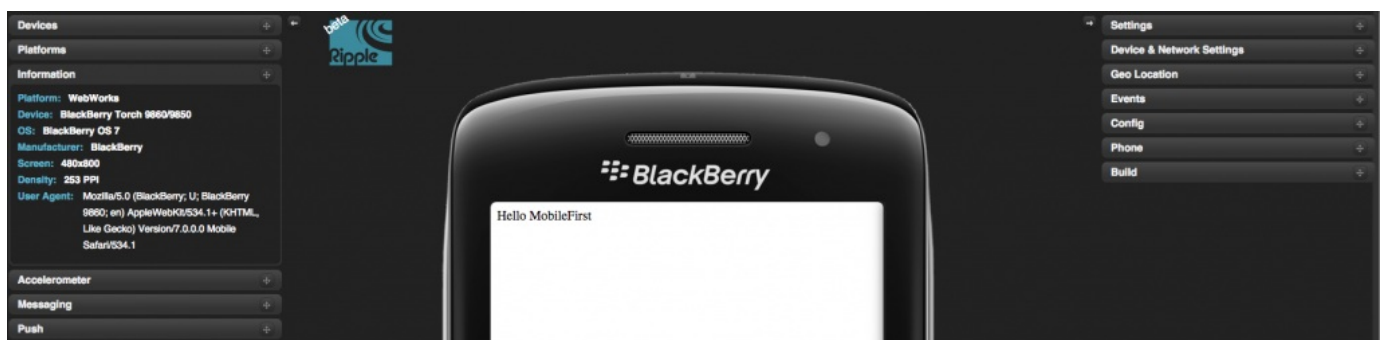 Devices
Platforms
Information
Platform: WebWorks
Device: BlackBerry Torch 9860/9850
OS: BlackBerry OS 7
Manufacturer: BlackBerry
Screen: 480x800
Density: 253 PPI
User Agent: Mozilla/5.0 (BlackBerry; U; BlackBerry
9860; en) AppleWebKit/534.1+ (KHTML,
Like Gecko) Version/7.0.0.0 Mobile
Safari/534.1
Accelerometer
Messaging
Push
beta
Ripple
BlackBerry
Hello MobileFirst
Settings
Device & Network Settings
Geo Location
Events
Config
Phone
Build